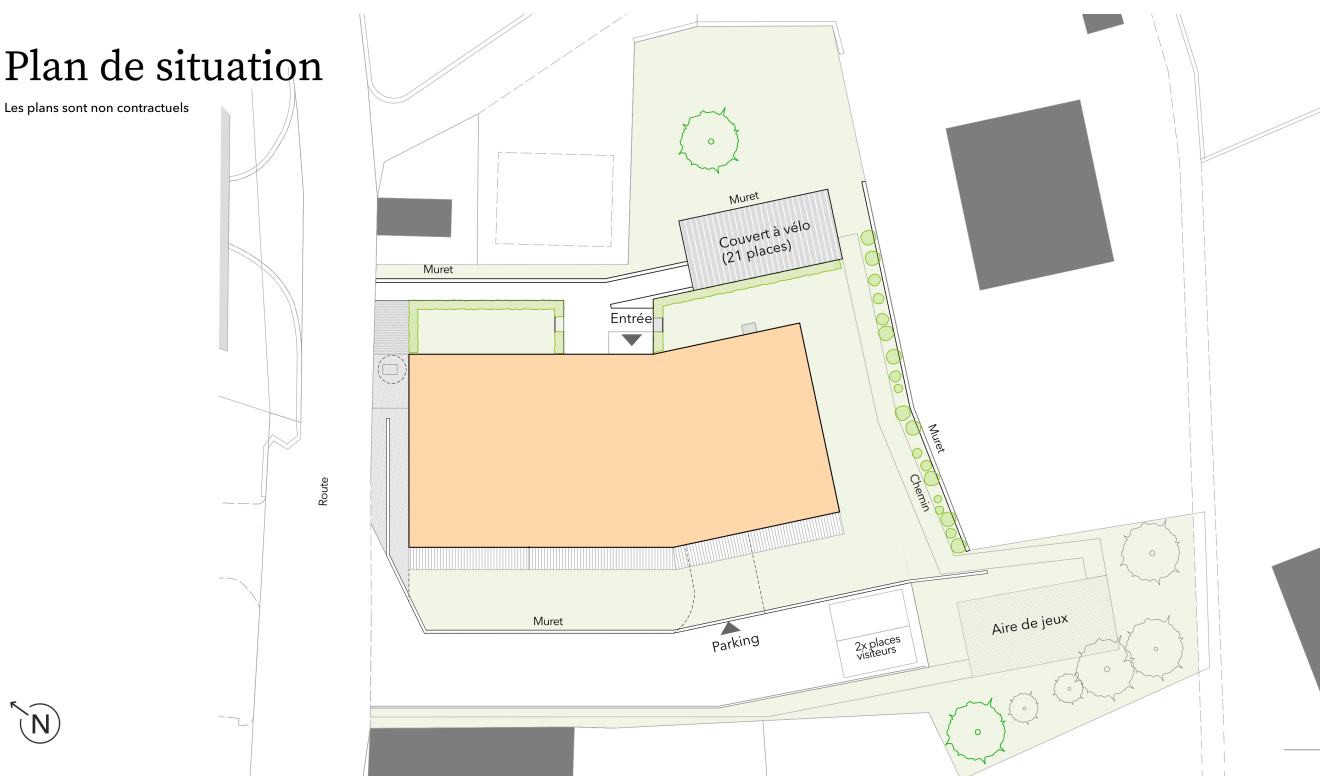 Plan de situation
Les plans sont non contractuels
Muret
Couvert à vélo
(21 places)
Muret
Entrée
Muret
Chemin
Route
Muret
Parking
2x places
visiteurs
Aire de jeux
N